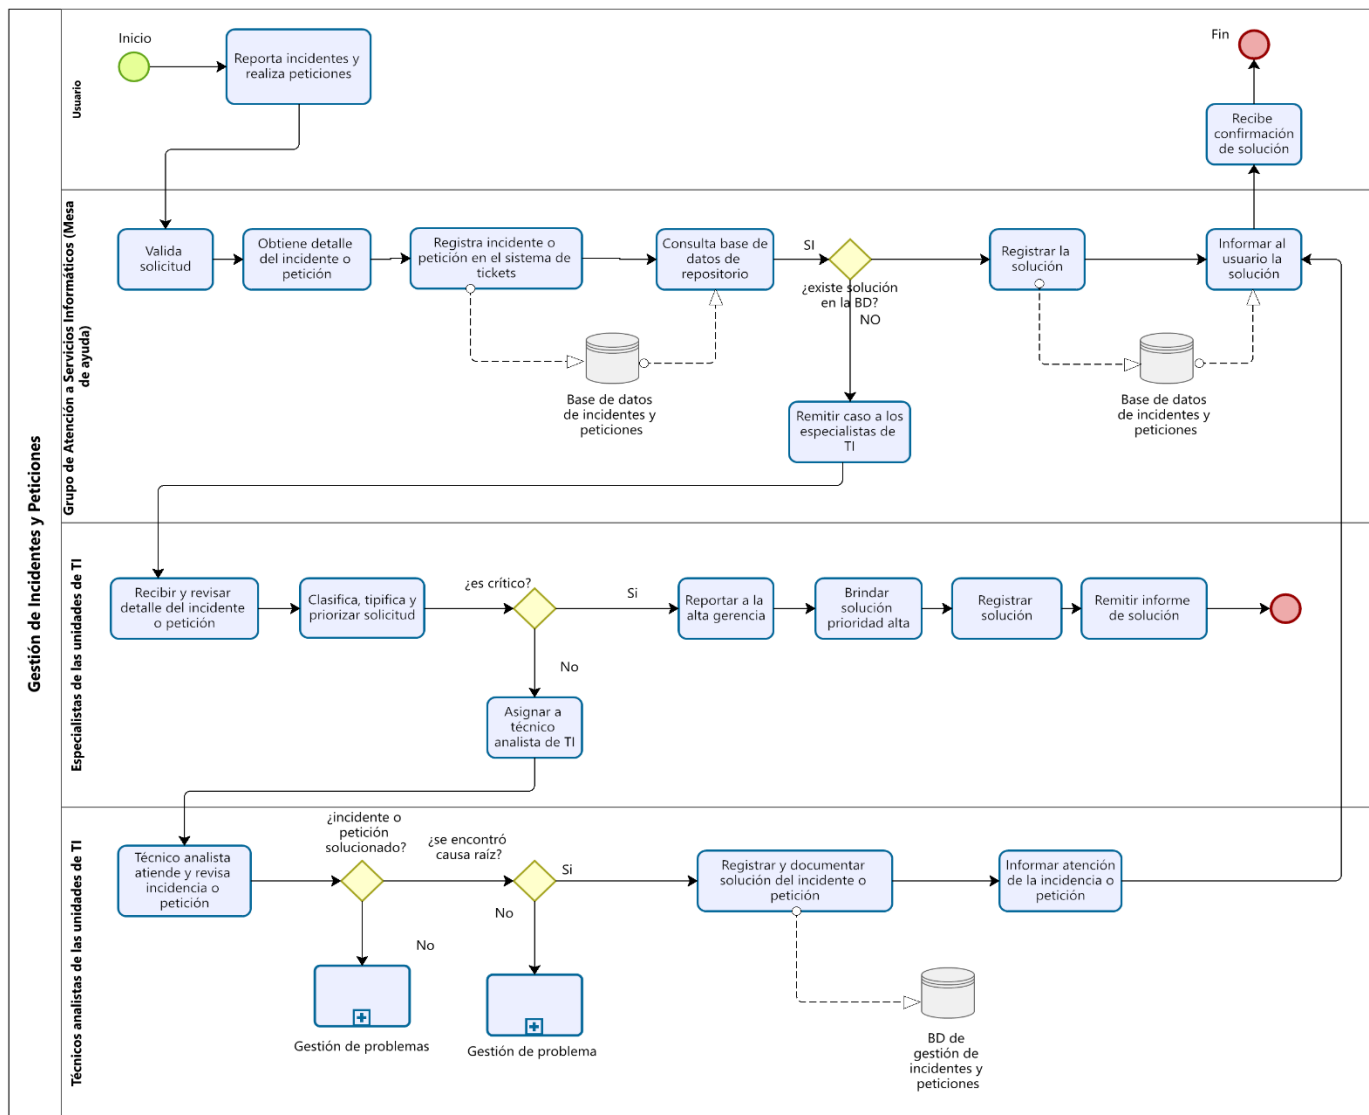 Gestión de Incidentes y Peticiones
Usuario
Inicio
Reporta incidentes y
realiza peticiones
Fin
Recibe
confirmación
de solución
Grupo de Atención a Servicios Informáticos (Mesa
de ayuda)
Valida
solicitud
Obtiene detalle
del incidente o
petición
Registra incidente o
petición en el sistema de
tickets
Consulta base de
datos de
repositorio
SI
¿existe solución
en la BD?
NO
Registrar la
solución
Informar al
usuario la
solución
Base de datos
de incidentes y
peticiones
Base de datos
de incidentes y
peticiones
Remitir caso a los
especialistas de
TI
Especialistas de las unidades de TI
Recibir y revisar
detalle del incidente
o petición
Clasifica, tipifica y
priorizar solicitud
¿es crítico?
Si
Reportar a la
alta gerencia
Brindar
solución
prioridad alta
Registrar
solución
Remitir informe
de solución
No
Asignar a
técnico
analista de TI
Técnicos analistas de las unidades de TI
Técnico analista
atiende y revisa
incidencia o
petición
¿incidente o
petición
solucionado?
¿se encontró
causa raíz?
Si
Registrar y documentar
solución del incidente o
petición
Informar atención
de la incidencia o
petición
No
No
Gestión de problemas
Gestión de problema
BD de
gestión de
incidentes y
peticiones